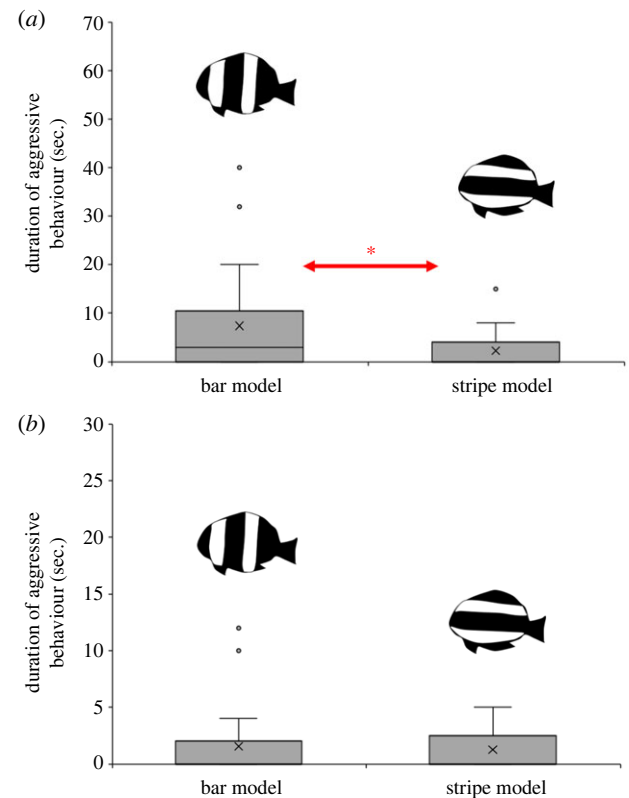 (a)
70
60
50
40
30
20
10
0
duration of aggressive
behaviour (sec.)
*
bar model
stripe model
(b)
30
25
20
15
10
5
0
duration of aggressive
behaviour (sec.)
bar model
stripe model